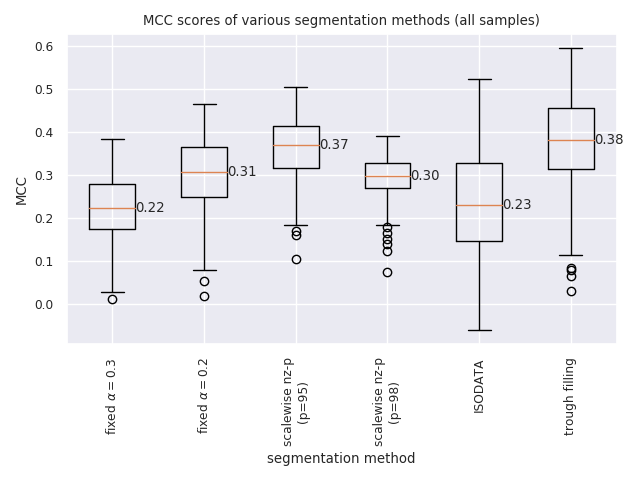 MCC scores of various segmentation methods (all samples)
MCC
0.6
0.5
0.4
0.3
0.2
0.1
0.0
0.22
0.31
0.37
0.30
0.23
0.38
fixed α = 0.3
fixed α = 0.2
scalewise nz-p
(p=95)
scalewise nz-p
(p=98)
ISODATA
trough filling
segmentation method